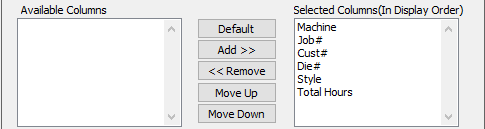 Available Columns
Selected Columns(In Display Order)
Default
Add >>
<< Remove
Move Up
Move Down
Machine
Job#
Cust#
Die#
Style
Total Hours